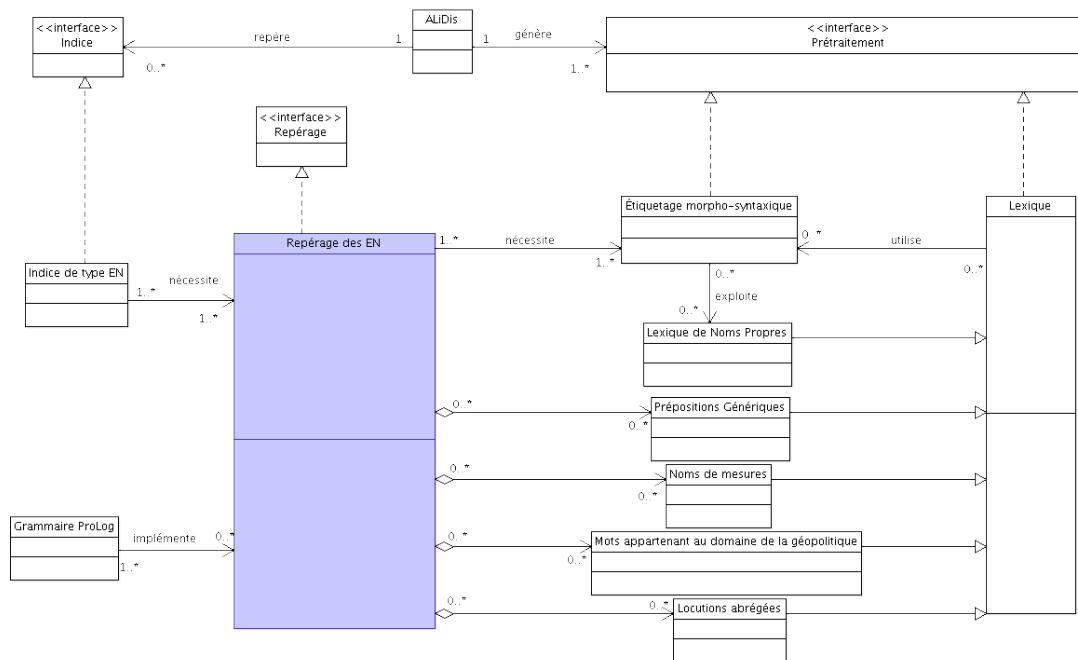 <<interface>>
Indice
ALiDis
<<interface>>
Prétraitement
repère
1
1
génère
0..*
1..*
<<interface>>
Repérage
Étiquetage morpho-syntaxique
Lexique
Repérage des EN
1..*
nécessite
1..*
0..*
utilise
0..*
Indice de type EN
nécessite
1..*
1..*
0..*
exploite
0..*
Lexique de Noms Propres
0..*
0..*
Prépositions Génériques
0..*
0..*
Noms de mesures
Grammaire ProLog
implémente
0..*
1..*
0..*
0..*
Mots appartenant au domaine de la géopolitique
0..*
0..*
Locutions abrégées